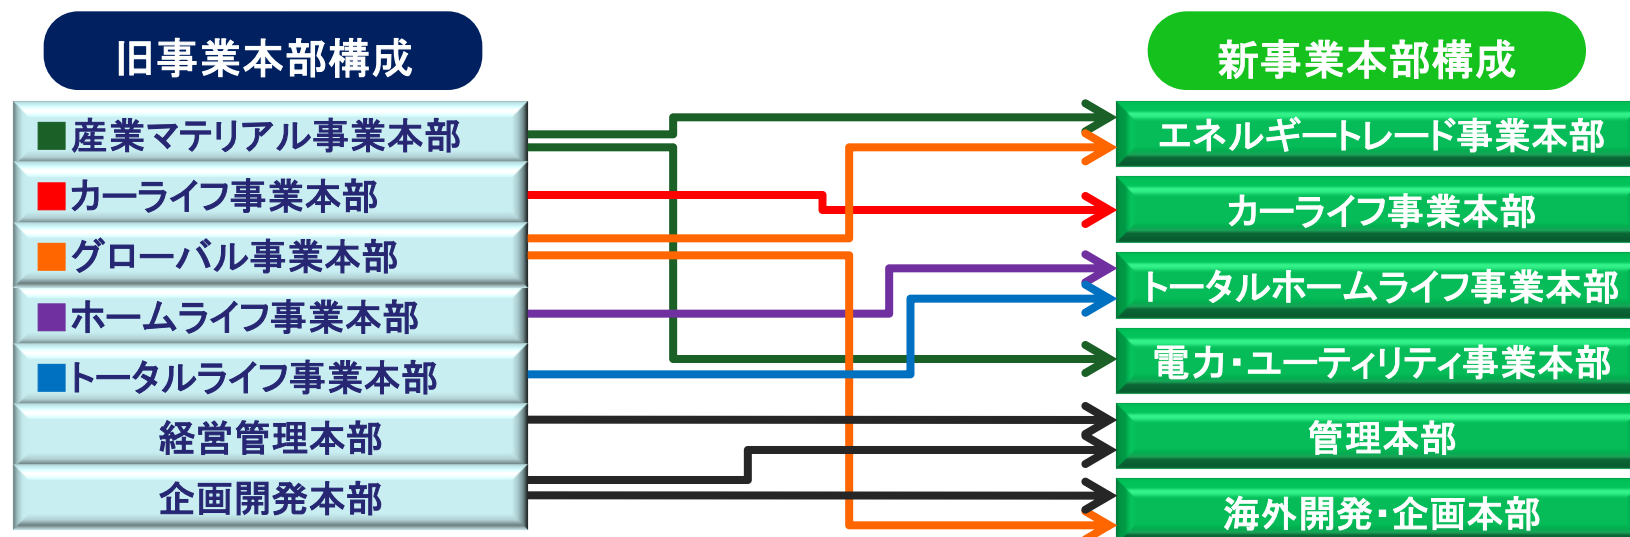 旧事業本部構成
産業マテリアル事業本部
カーライフ事業本部
グローバル事業本部
ホームライフ事業本部
トータルライフ事業本部
経営管理本部
企画開発本部
新事業本部構成
エネルギートレード事業本部
カーライフ事業本部
トータルホームライフ事業本部
電力・ユーティリティ事業本部
管理本部
海外開発・企画本部